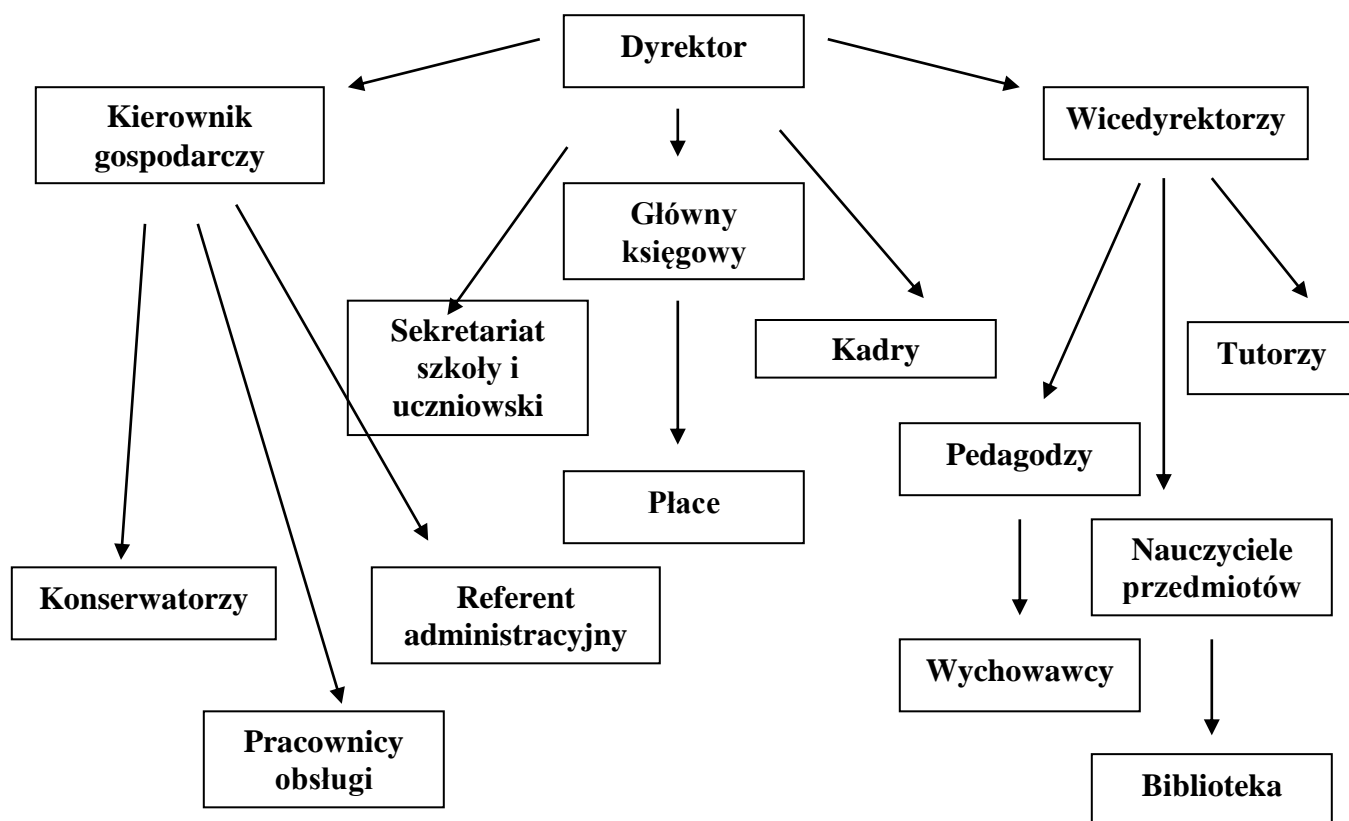 Dyrektor
Kierownik
gospodarczy
Wicedyrektorzy
Główny
księgowy
Sekretariat
szkoły i
uczniowski
Kadry
Tutorzy
Pedagodzy
Płace
Nauczyciele
przedmiotów
Konserwatorzy
Referent
administracyjny
Wychowawcy
Pracownicy
obsługi
Biblioteka